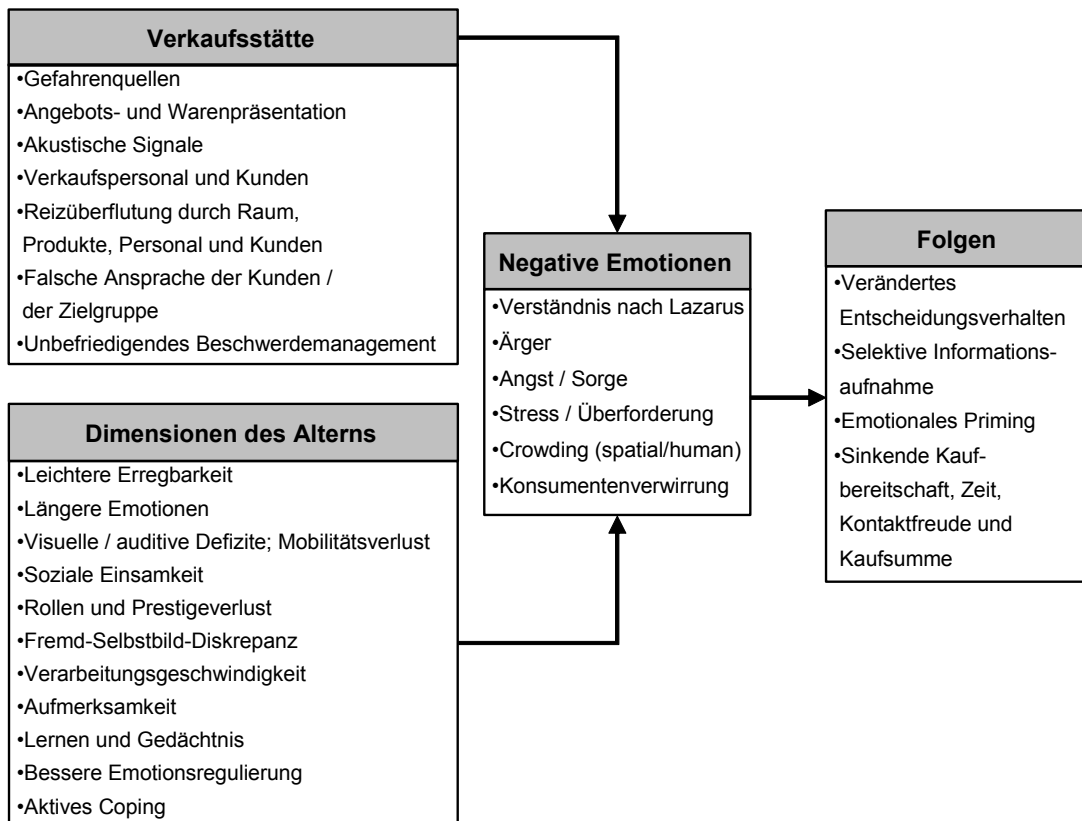 Verkaufsstätte
•Gefahrenquellen
•Angebots- und Warenpräsentation
•Akustische Signale
•Verkaufspersonal und Kunden
•Reizüberflutung durch Raum,
Produkte, Personal und Kunden
•Falsche Ansprache der Kunden /
der Zielgruppe
•Unbefriedigendes Beschwerdemanagement
Dimensionen des Alterns
•Leichtere Erregbarkeit
•Längere Emotionen
•Visuelle / auditive Defizite; Mobilitätsverlust
•Soziale Einsamkeit
•Rollen und Prestigeverlust
•Fremd-Selbstbild-Diskrepanz
•Verarbeitungsgeschwindigkeit
•Aufmerksamkeit
•Lernen und Gedächtnis
•Bessere Emotionsregulierung
•Aktives Coping
Negative Emotionen
•Verständnis nach Lazarus
•Ärger
•Angst / Sorge
•Stress / Überforderung
•Crowding (spatial/human)
•Konsumentenverwirrung
Folgen
•Verändertes
Entscheidungsverhalten
•Selektive Informations-
aufnahme
•Emotionales Priming
•Sinkende Kauf-
bereitschaft, Zeit,
Kontaktfreude und
Kaufsumme